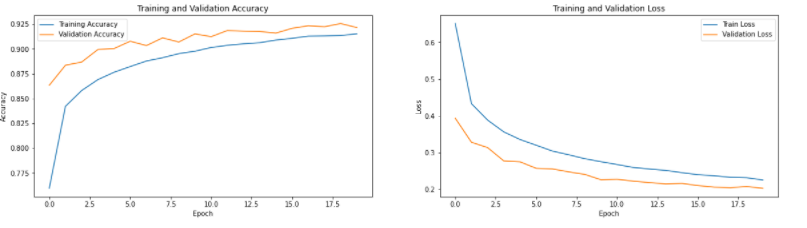 Training and Validation Accuracy
Training Accuracy
Validation Accuracy
0.925
0.900
0.875
0.850
0.825
0.800
0.775
Accuracy
0.0 2.5 5.0 7.5 10.0 12.5 15.0 17.5
Epoch
Training and Validation Loss
Train Loss
Validation Loss
0.6
0.5
0.4
0.3
0.2
Loss
0.0 2.5 5.0 7.5 10.0 12.5 15.0 17.5
Epoch